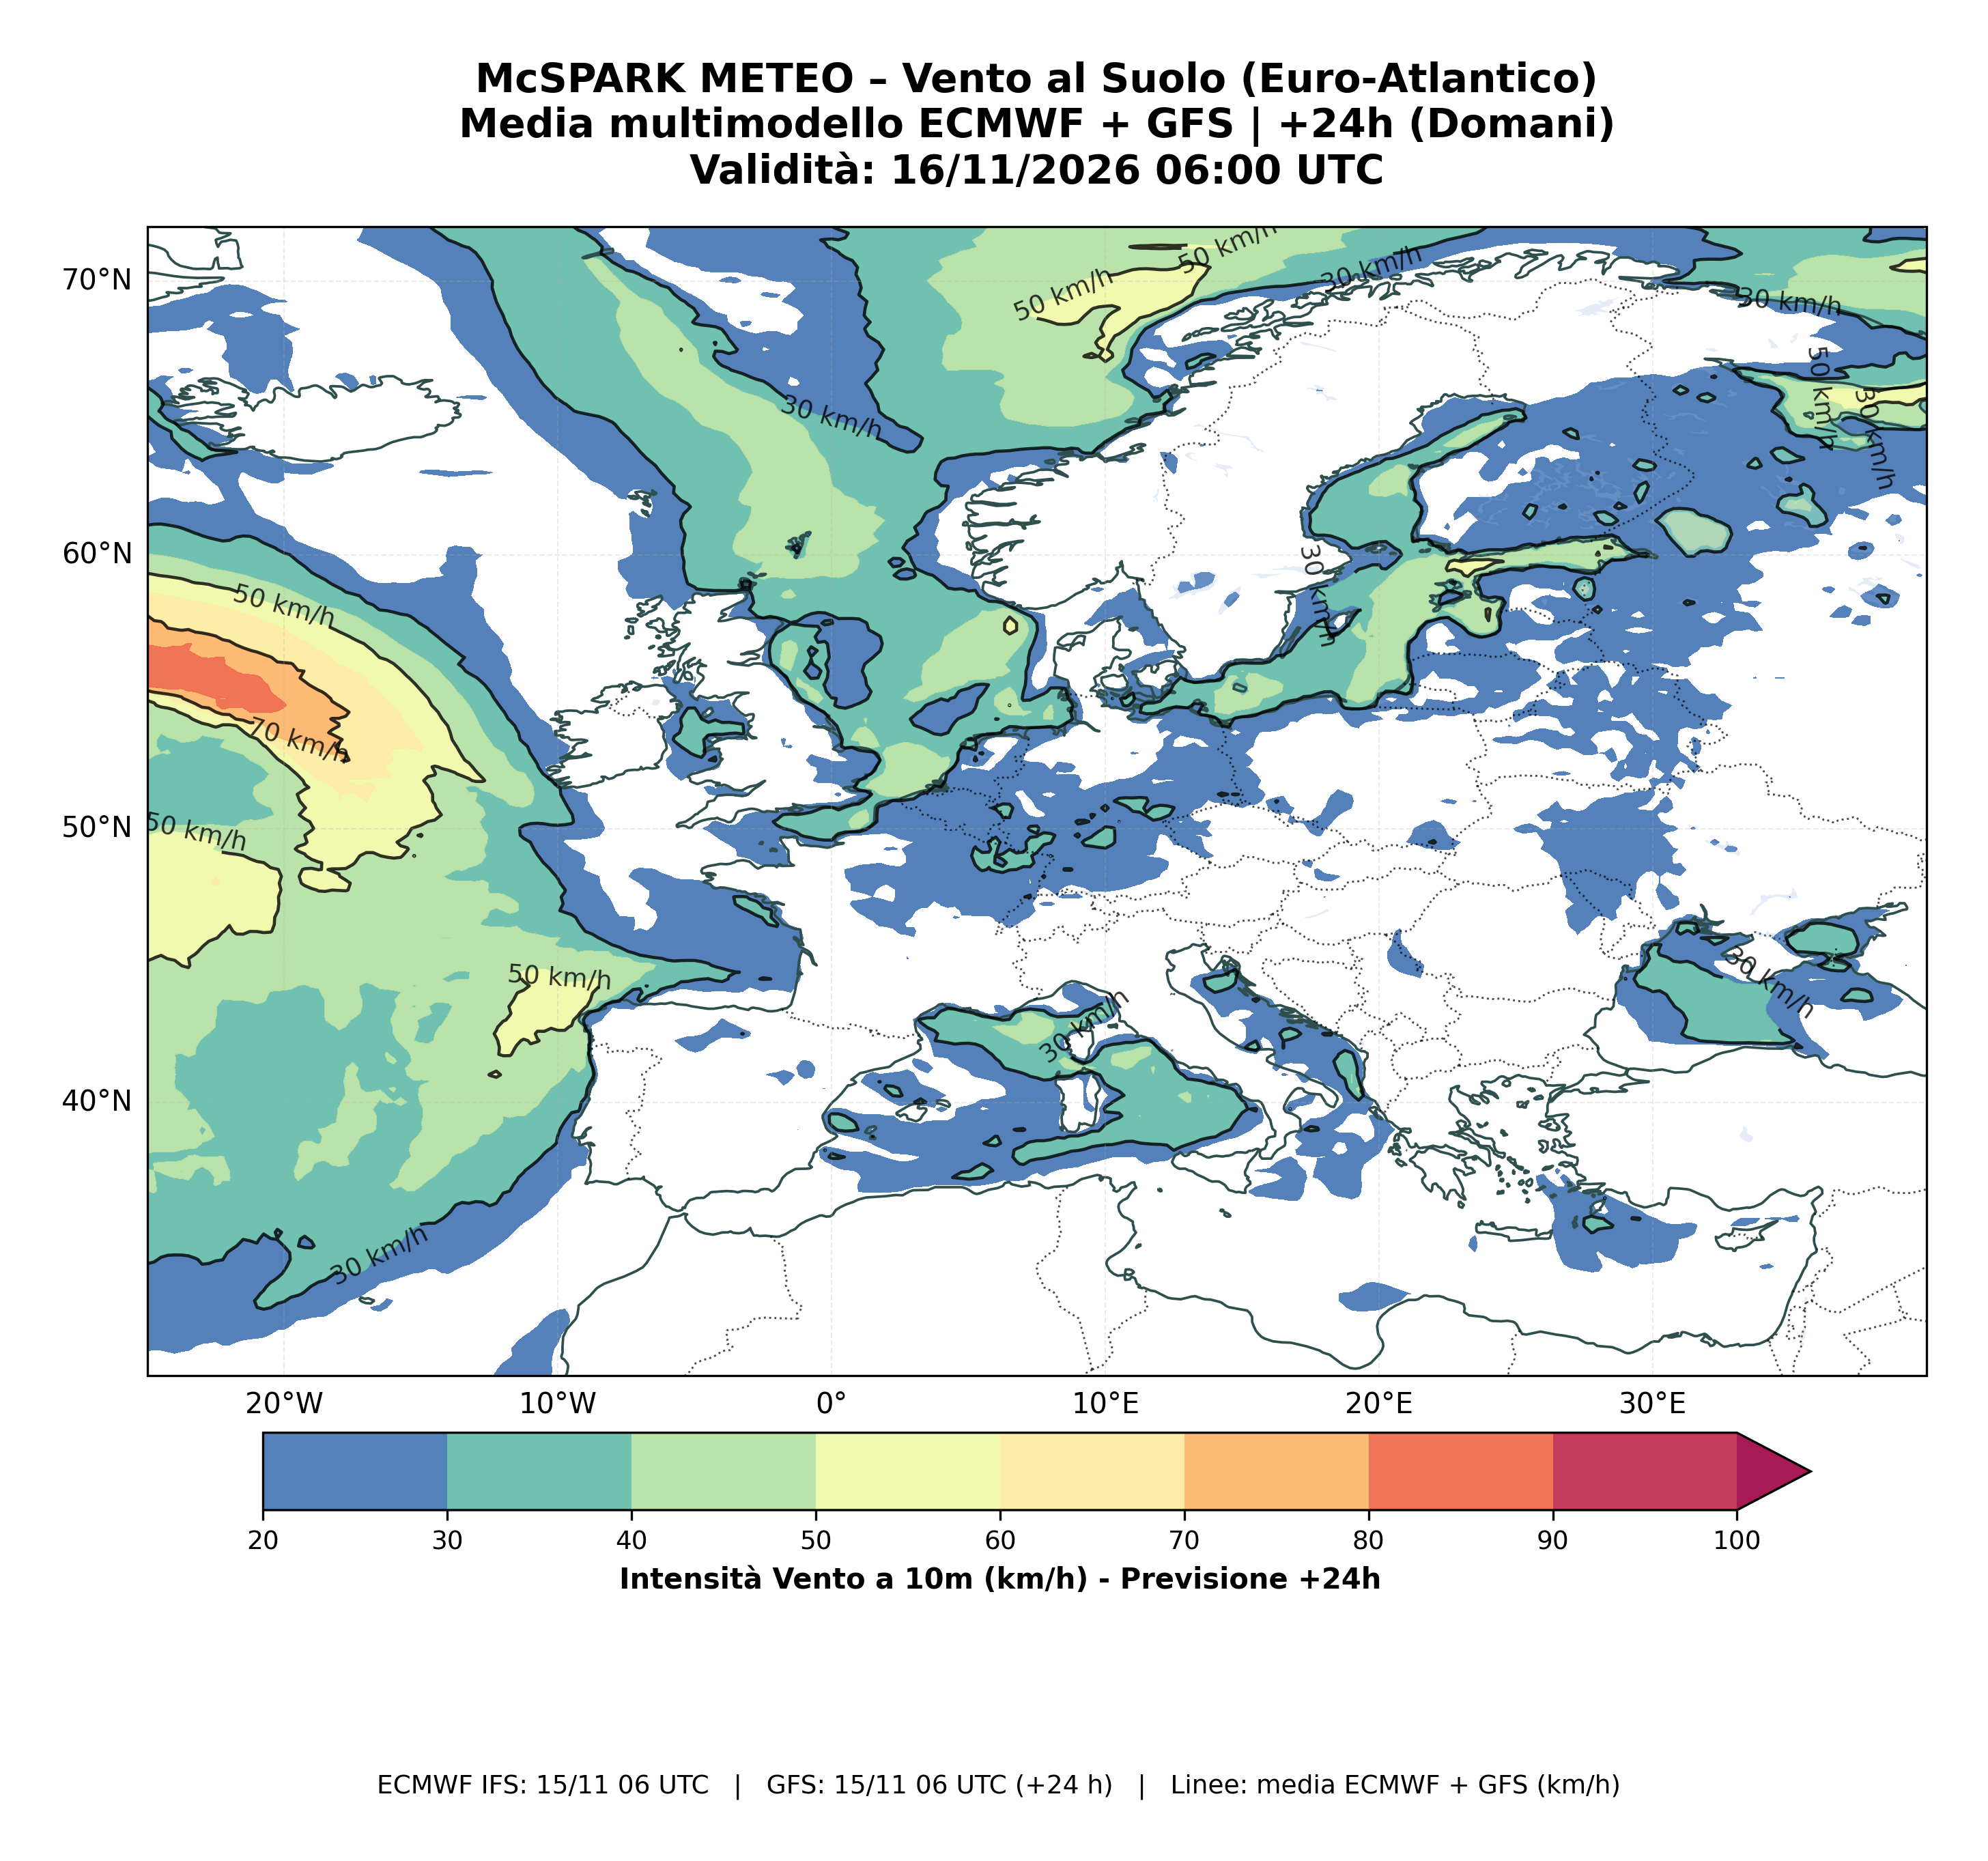 McSPARK METEO – Vento al Suolo (Euro-Atlantico)
Media multimodello ECMWF + GFS | +24h (Domani)
Validità: 16/11/2026 06:00 UTC
50 km/h
50 km/h
30 km/h
30 km/h
30 km/h
50 km/h
30 km/h
70°N
60°N
50°N
40°N
50 km/h
30 km/h
70 km/h
50 km/h
50 km/h
30 km/h
30 km/h
30 km/h
20°W
10°W
0°
10°E
20°E
30°E
20
30
40
50
60
70
80
90
100
Intensità Vento a 10m (km/h) - Previsione +24h
ECMWF IFS: 15/11 06 UTC | GFS: 15/11 06 UTC (+24 h) | Linee: media ECMWF + GFS (km/h)